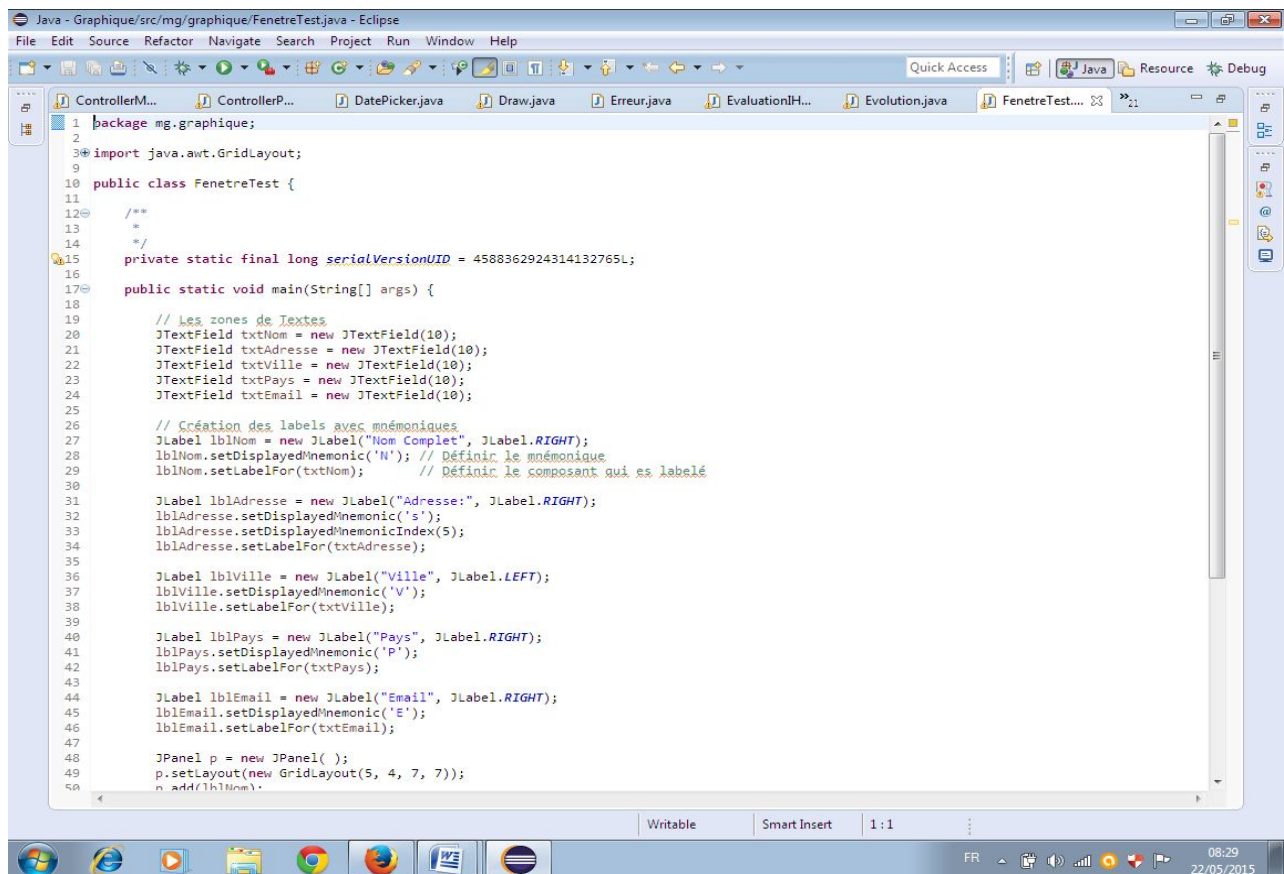 Java - Graphique/src/mg/graphique/FenetreTest.java - Eclipse
File Edit Source Refactor Navigate Search Project Run Window Help
Quick Access Java Resource Debug
ControllerM... ControllerP... DatePicker.java Draw.java Erreur.java EvaluationIH... Evolution.java FenetreTest.... »21
1 package mg.graphique;
2
3 import java.awt.GridLayout;
9
10 public class FenetreTest {
11
12 /**
13 *
14 */
15 private static final long serialVersionUID = 4588362924314132765L;
16
17 public static void main(String[] args) {
18
19 // Les zones de Textes
20 JTextField txtNom = new JTextField(10);
21 JTextField txtAdresse = new JTextField(10);
22 JTextField txtVille = new JTextField(10);
23 JTextField txtPays = new JTextField(10);
24 JTextField txtEmail = new JTextField(10);
25
26 // Création des labels avec mnémoniques
27 JLabel lblNom = new JLabel("Nom Complet", JLabel.RIGHT);
28 lblNom.setDisplayedMnemonic('N'); // Définir le mnémonique
29 lblNom.setLabelFor(txtNom); // Définir le composant qui es labelé
30
31 JLabel lblAdresse = new JLabel("Adresse:", JLabel.RIGHT);
32 lblAdresse.setDisplayedMnemonic('s');
33 lblAdresse.setDisplayedMnemonicIndex(5);
34 lblAdresse.setLabelFor(txtAdresse);
35
36 JLabel lblVille = new JLabel("Ville", JLabel.LEFT);
37 lblVille.setDisplayedMnemonic('V');
38 lblVille.setLabelFor(txtVille);
39
40 JLabel lblPays = new JLabel("Pays", JLabel.RIGHT);
41 lblPays.setDisplayedMnemonic('P');
42 lblPays.setLabelFor(txtPays);
43
44 JLabel lblEmail = new JLabel("Email", JLabel.RIGHT);
45 lblEmail.setDisplayedMnemonic('E');
46 lblEmail.setLabelFor(txtEmail);
47
48 JPanel p = new JPanel( );
49 p.setLayout(new GridLayout(5, 4, 7, 7));
50 p.add(lblNom);
Writable Smart Insert 1 : 1
FR 08:29
22/05/2015